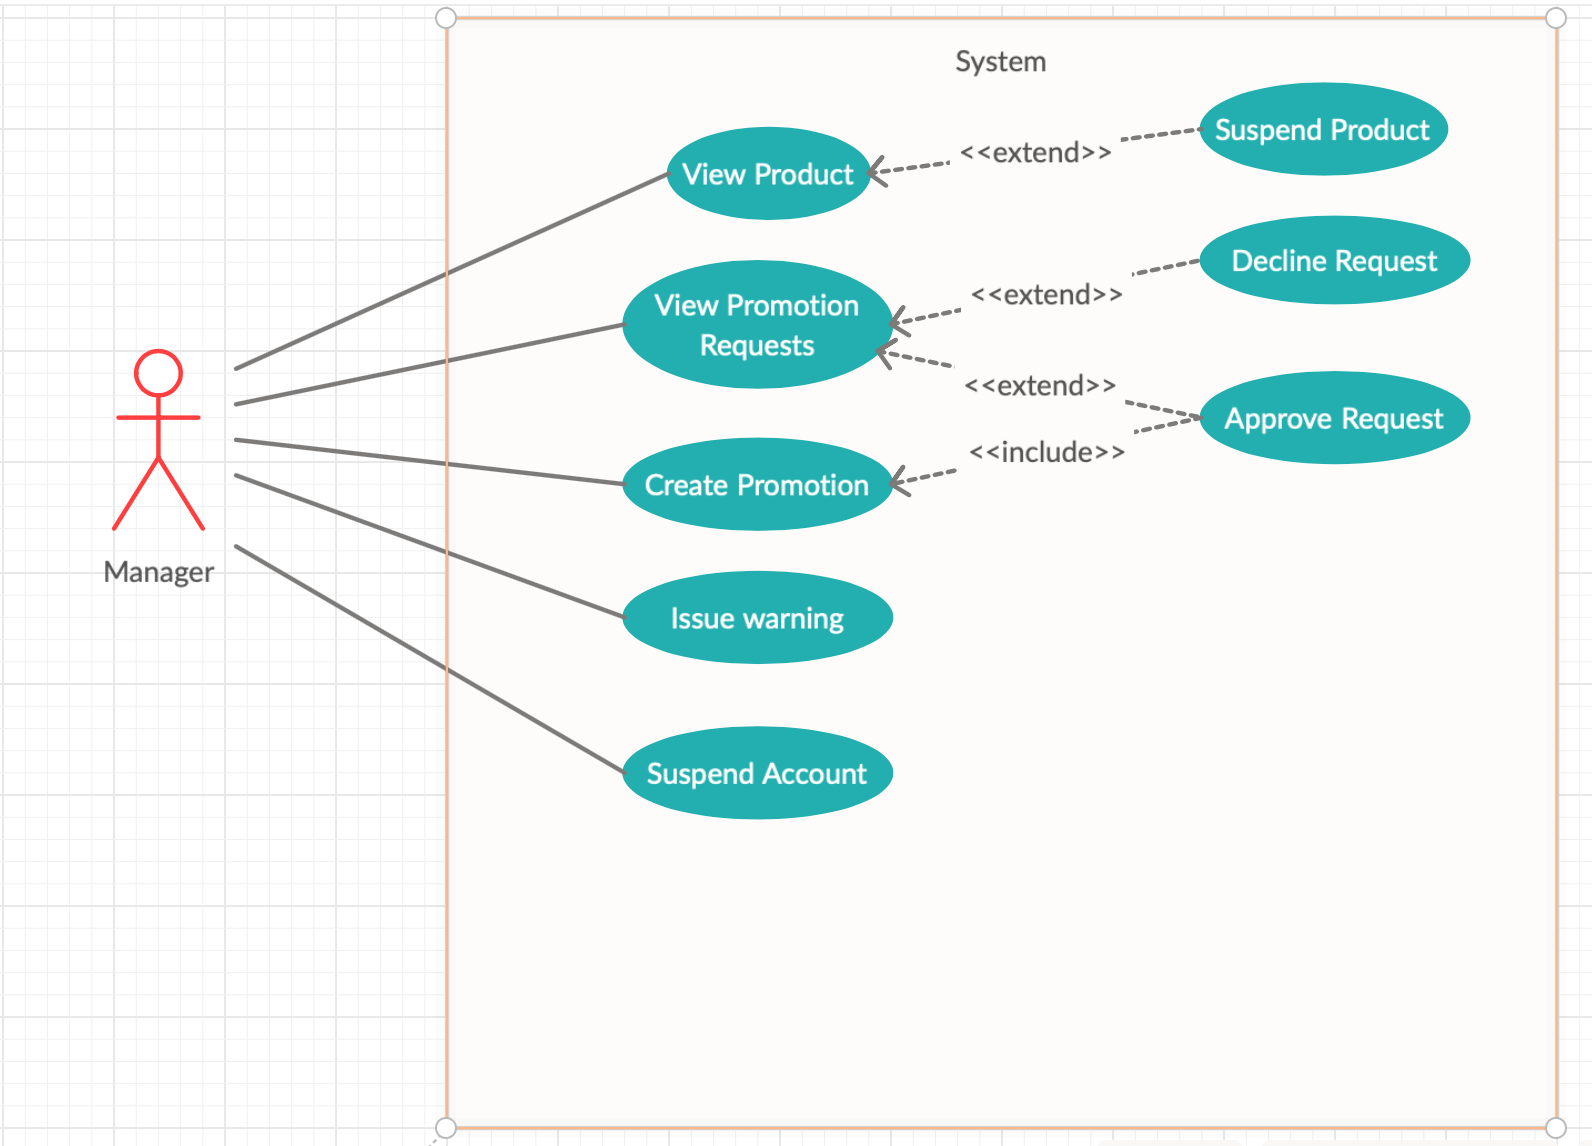 System
Suspend Product
<<extend>>
View Product
Decline Request
<<extend>>
View Promotion
Requests
<<extend>>
Approve Request
<<include>>
Create Promotion
Manager
Issue warning
Suspend Account